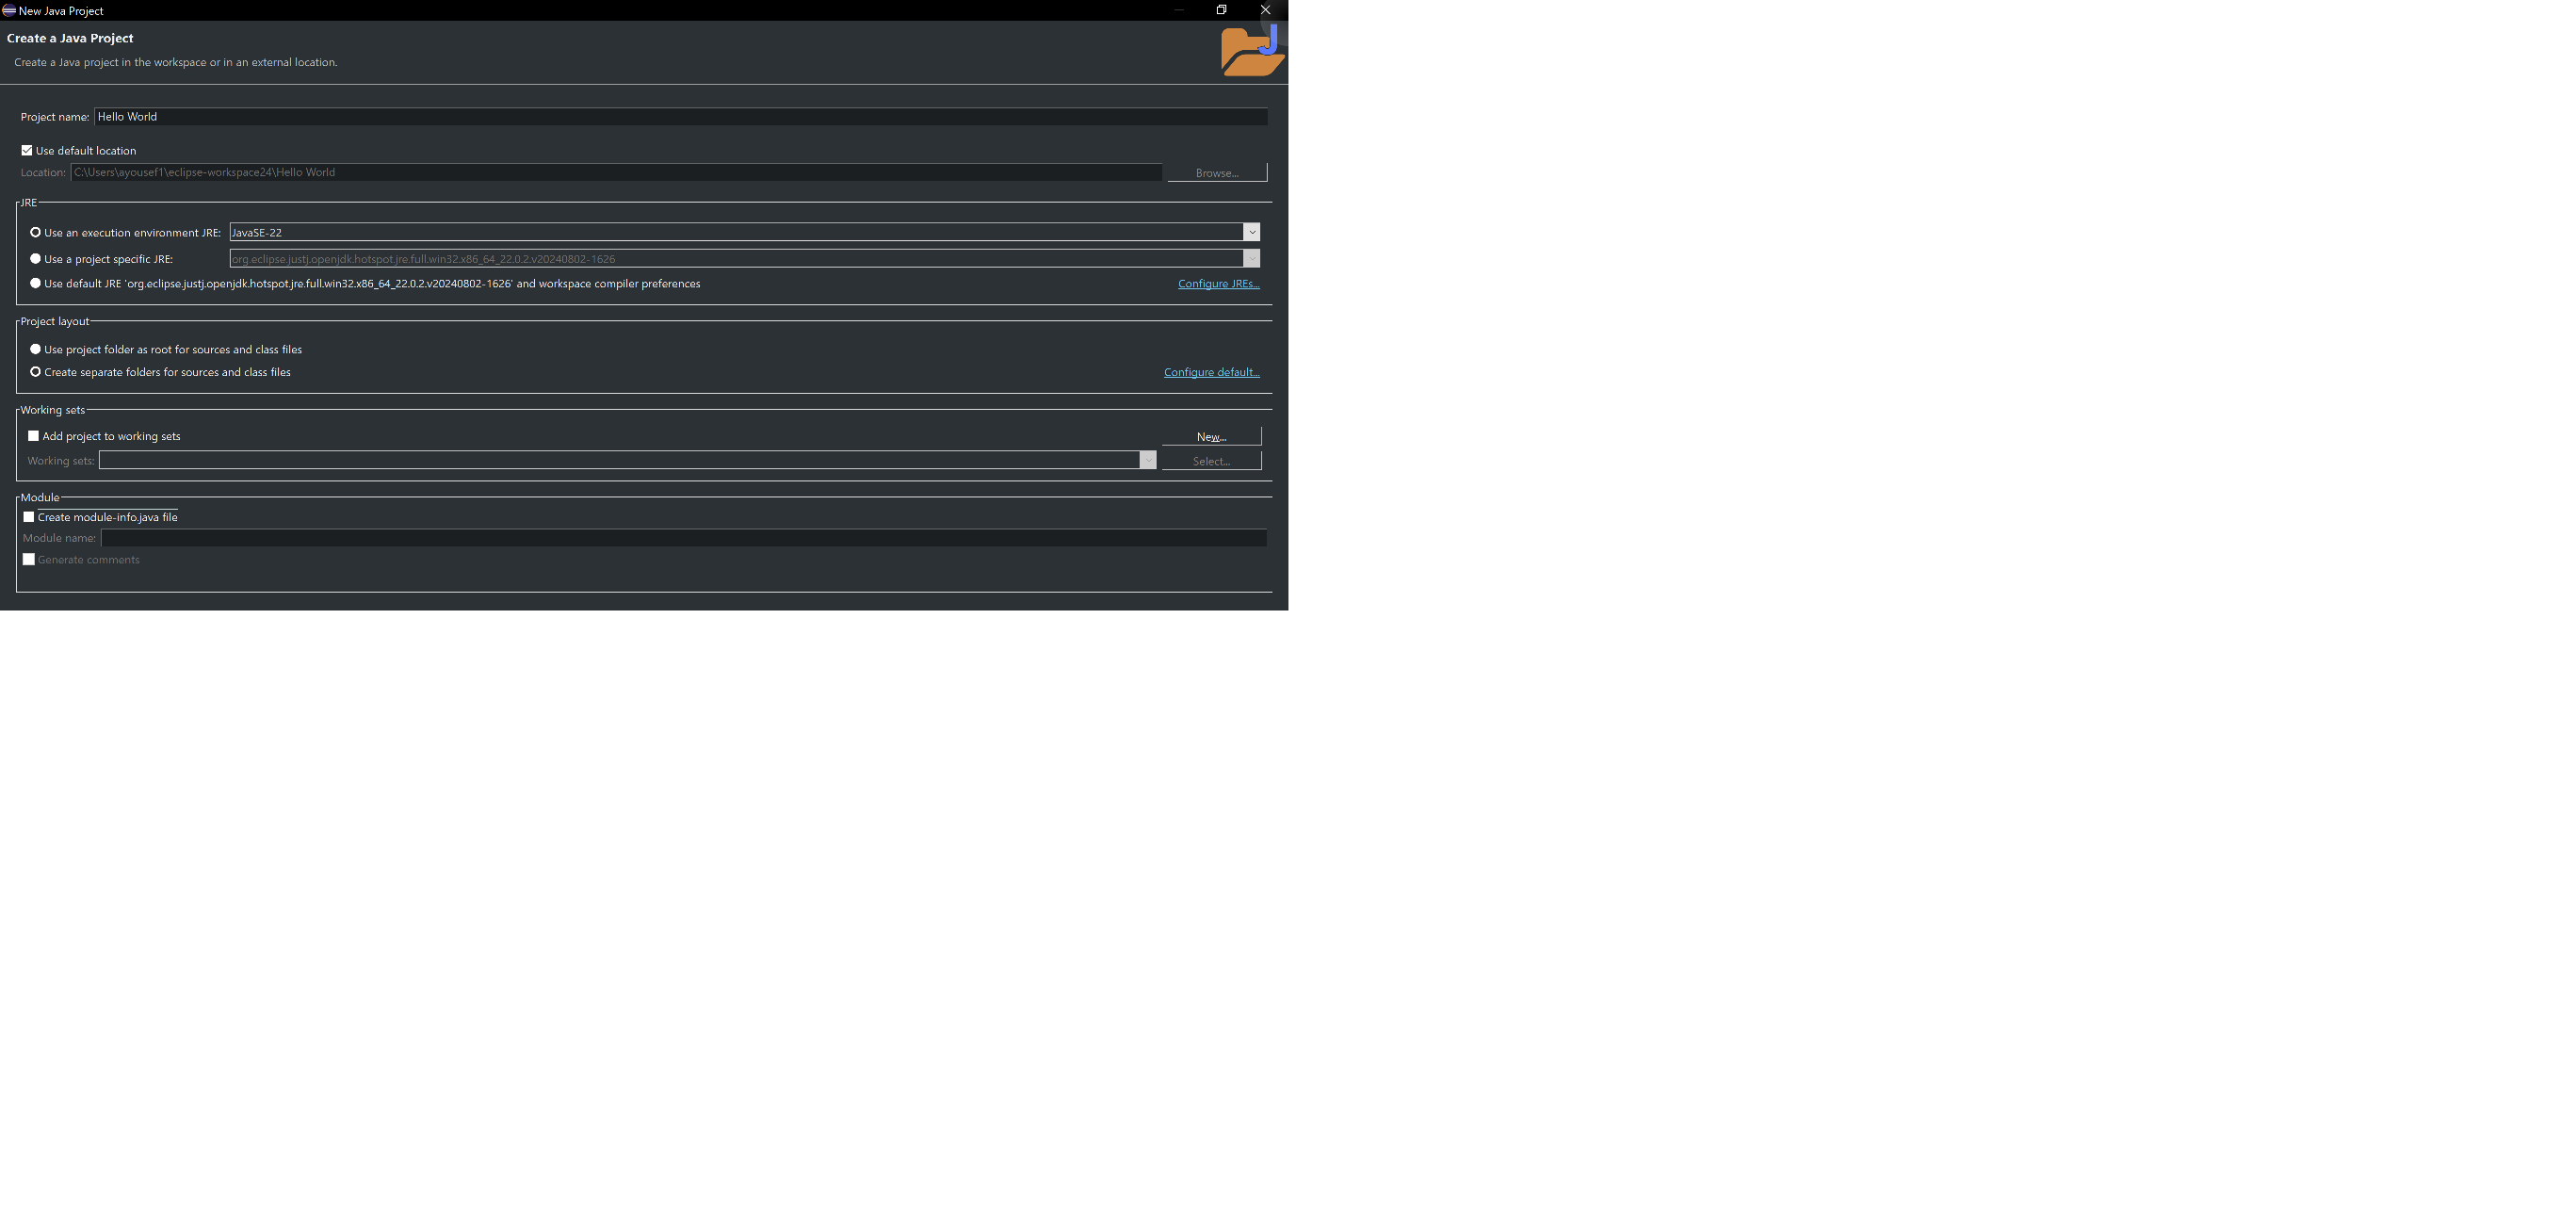 New Java Project
Create a Java Project
Create a Java project in the workspace or in an external location.
Project name: Hello World
Use default location
Location: C:\Users\ayousef1\eclipse-workspace24\Hello World Browse...
JRE
Use an execution environment JRE: JavaSE-22
Use a project specific JRE: org.eclipse.justj.openjdk.hotspot.jre.full.win32.x86_64_22.0.2.v20240802-1626
Use default JRE 'org.eclipse.justj.openjdk.hotspot.jre.full.win32.x86_64_22.0.2.v20240802-1626' and workspace compiler preferences Configure JREs...
Project layout
Use project folder as root for sources and class files
Create separate folders for sources and class files Configure default...
Working sets
Add project to working sets New...
Working sets: Select...
Module
Create module-info.java file
Module name:
Generate comments